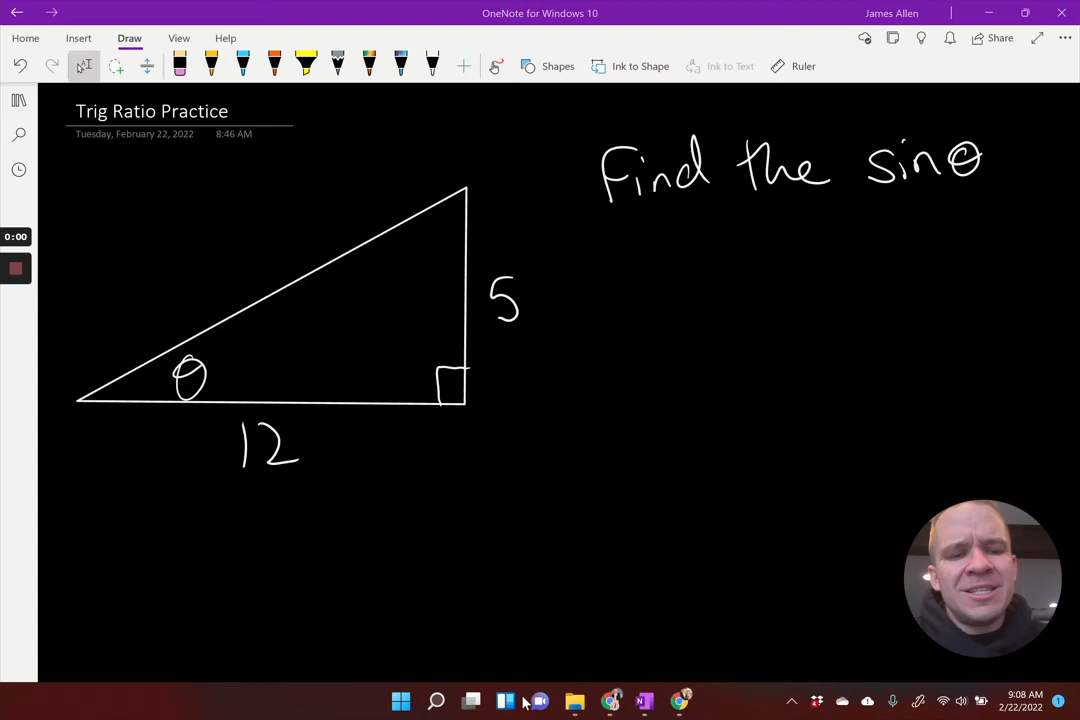 OneNote for Windows 10
James Allen
Home Insert Draw View Help
Share
Shapes Ink to Shape Ink to Text Ruler
Trig Ratio Practice
Tuesday, February 22, 2022 8:46 AM
Find the sinθ
0:00
5
θ
12
9:08 AM
2/22/2022
1